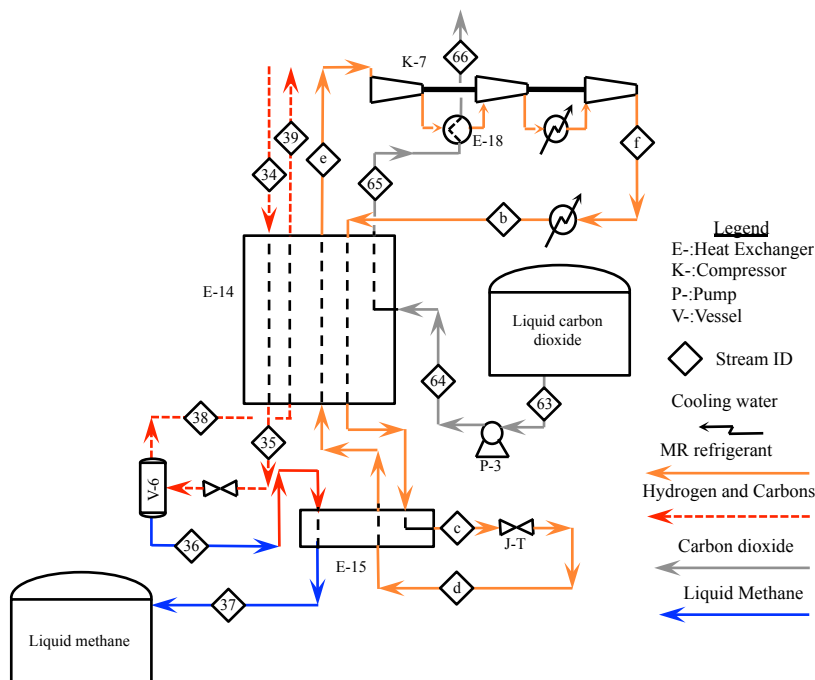 66
K-7
39
e
E-18
f
34
65
b
Legend
E-:Heat Exchanger
K-:Compressor
P-:Pump
V-:Vessel
E-14
Liquid carbon
dioxide
Stream ID
64
63
Cooling water
38
35
P-3
MR refrigerant
V-6
Hydrogen and Carbons
36
c
J-T
Carbon dioxide
E-15
37
d
Liquid Methane
Liquid methane